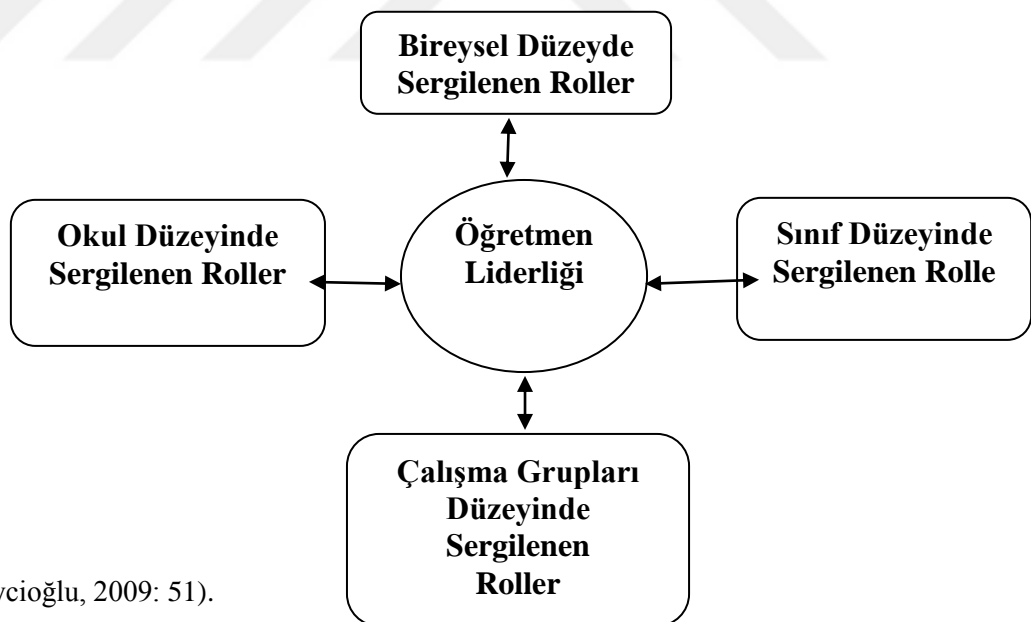 Bireysel Düzeyde
Sergilenen Roller
Okul Düzeyinde
Sergilenen Roller
Öğretmen
Liderliği
Sınıf Düzeyinde
Sergilenen Rolle
Çalışma Grupları
Düzeyinde
Sergilenen
Roller
ycioğlu, 2009: 51).